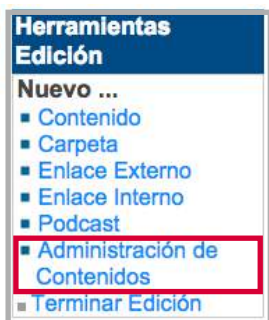 Herramientas
Edición
Nuevo ...
Contenido
Carpeta
Enlace Externo
Enlace Interno
Podcast
Administración de
Contenidos
Terminar Edición